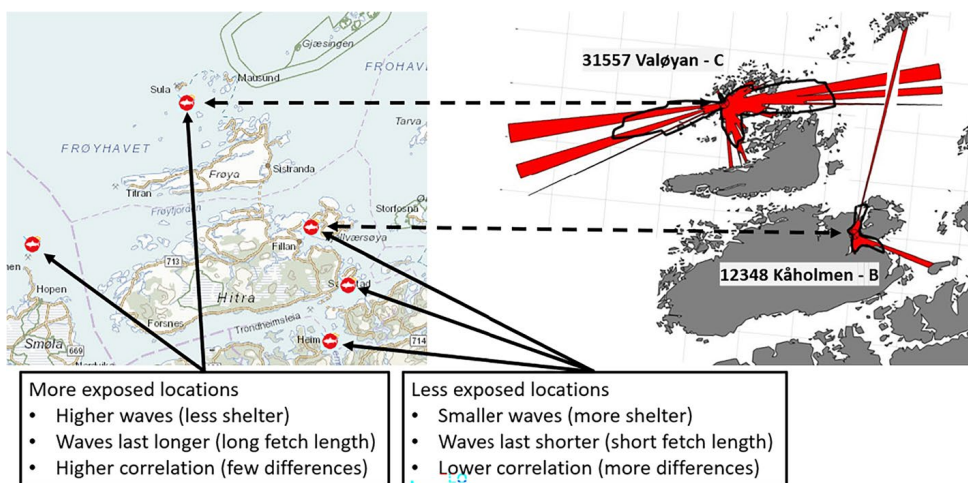 Gjæsingen
FROHAVET
Sula
Mausund
Tarva
FRØYHAVET
Frøya
Sistranda
Titran
Frøyfjorden
Storfosna
Fillan
713
Hopen
Hitra
Forsnes
Trondheimsleia
Heim
714
Smøla
669
31557 Valøyan - C
12348 Kåholmen - B
More exposed locations
• Higher waves (less shelter)
• Waves last longer (long fetch length)
• Higher correlation (few differences)
Less exposed locations
• Smaller waves (more shelter)
• Waves last shorter (short fetch length)
• Lower correlation (more differences)